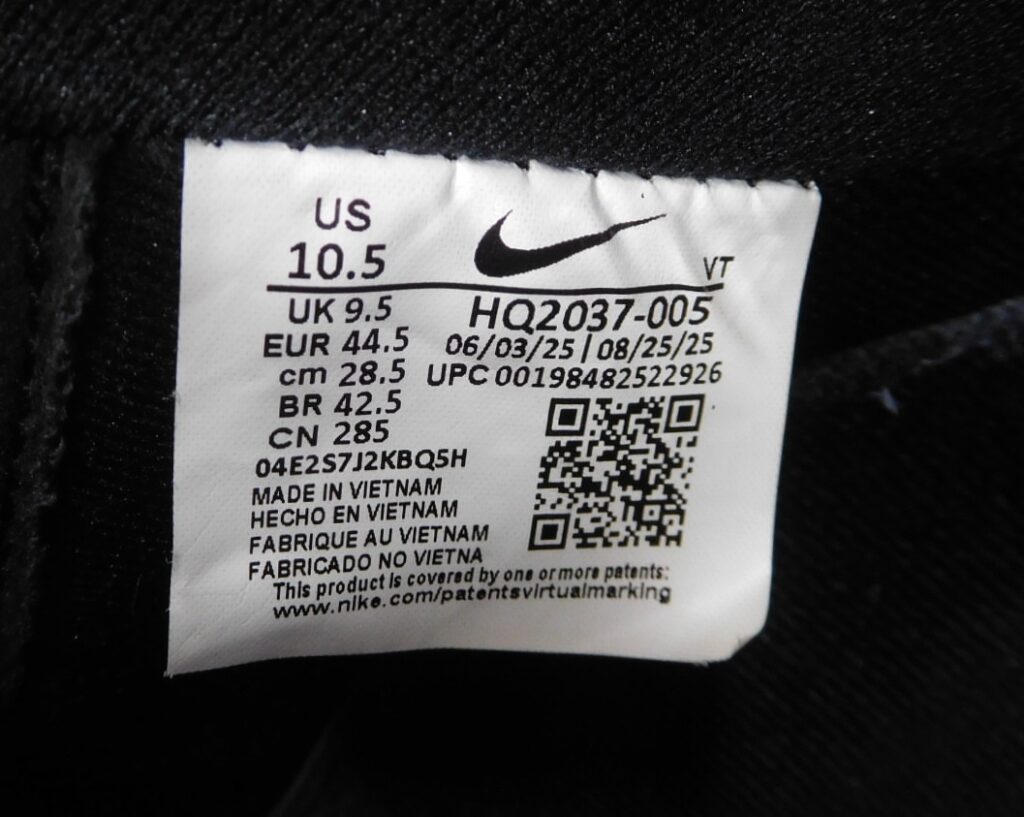 US
10.5
VT
UK 9.5
EUR 44.5
cm 28.5
BR 42.5
CN 285
HQ2037-005
06/03/25 | 08/25/25
UPC 00198482522926
04E2S7J2KBQ5H
MADE IN VIETNAM
HECHO EN VIETNAM
FABRIQUE AU VIETNAM
FABRICADO NO VIETNA
This product is covered by one or more patents:
www.nike.com/patentsvirtualmarking